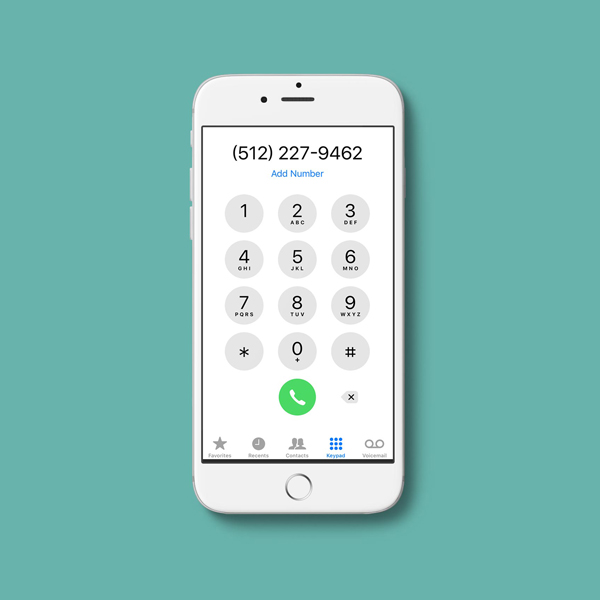 (512) 227-9462
Add Number
1 2 3
ABC DEF
4 5 6
GHI JKL MNO
7 8 9
PQRS TUV WXYZ
* 0 #
+
Favorites Recents Contacts Keypad Voicemail